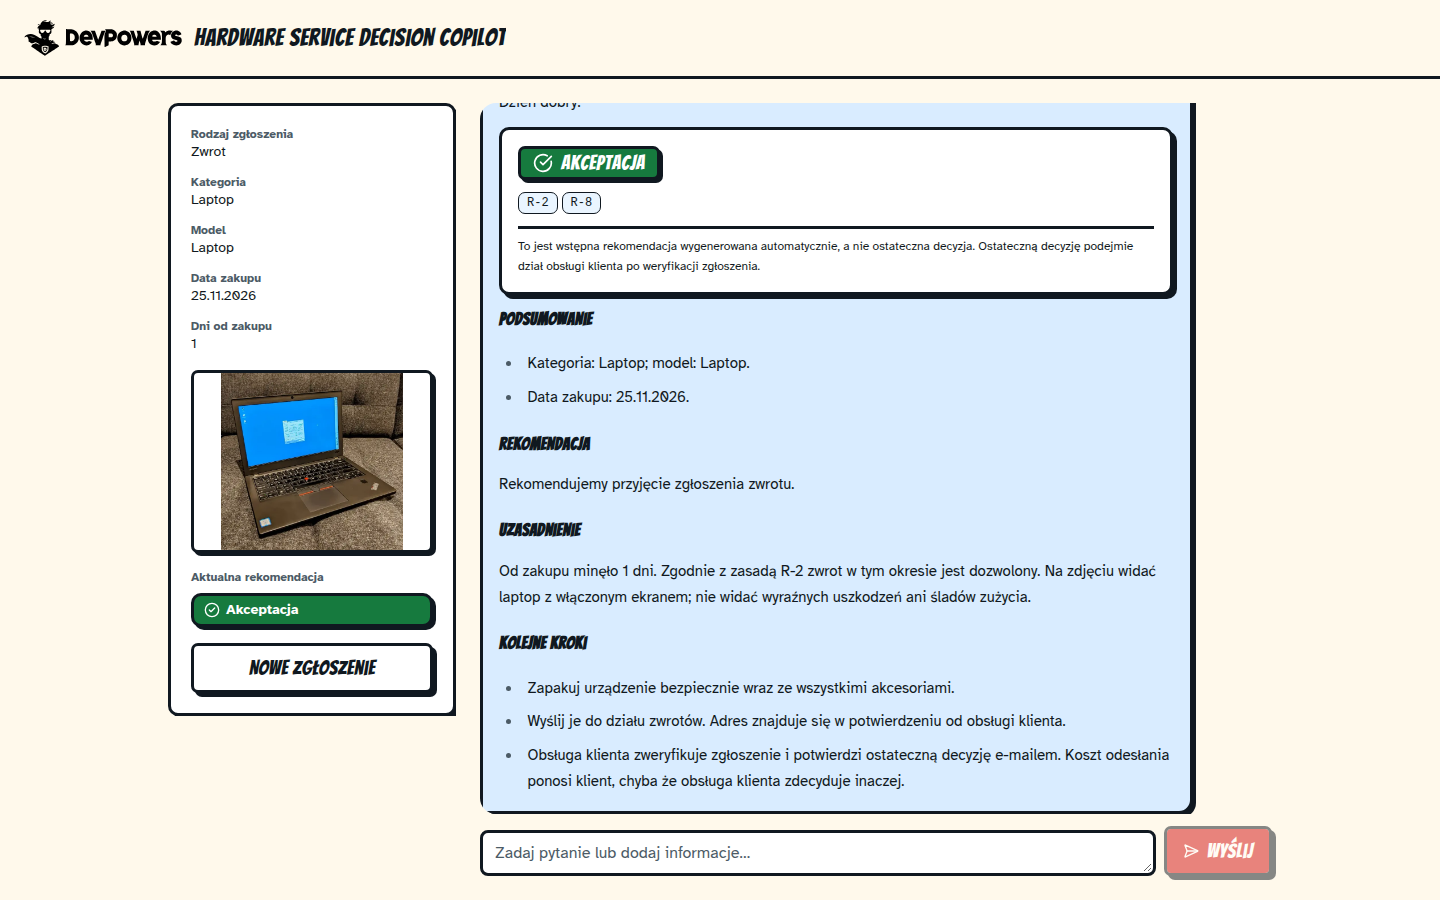 DevPowers HARDWARE SERVICE DECISION COPILOT
Rodzaj zgłoszenia
Zwrot
Kategoria
Laptop
Model
Laptop
Data zakupu
25.11.2026
Dni od zakupu
1
Aktualna rekomendacja
Akceptacja
NOWE ZGŁOSZENIE
Dzień dobry.
AKCEPTACJA
R-2 R-8
To jest wstępna rekomendacja wygenerowana automatycznie, a nie ostateczna decyzja. Ostateczną decyzję podejmie
dział obsługi klienta po weryfikacji zgłoszenia.
PODSUMOWANIE
Kategoria: Laptop; model: Laptop.
Data zakupu: 25.11.2026.
REKOMENDACJA
Rekomendujemy przyjęcie zgłoszenia zwrotu.
UZASADNIENIE
Od zakupu minęło 1 dni. Zgodnie z zasadą R-2 zwrot w tym okresie jest dozwolony. Na zdjęciu widać
laptop z włączonym ekranem; nie widać wyraźnych uszkodzeń ani śladów zużycia.
KOLEJNE KROKI
Zapakuj urządzenie bezpiecznie wraz ze wszystkimi akcesoriami.
Wyślij je do działu zwrotów. Adres znajduje się w potwierdzeniu od obsługi klienta.
Obsługa klienta zweryfikuje zgłoszenie i potwierdzi ostateczną decyzję e-mailem. Koszt odesłania
ponosi klient, chyba że obsługa klienta zdecyduje inaczej.
Zadaj pytanie lub dodaj informacje...
WYŚLIJ